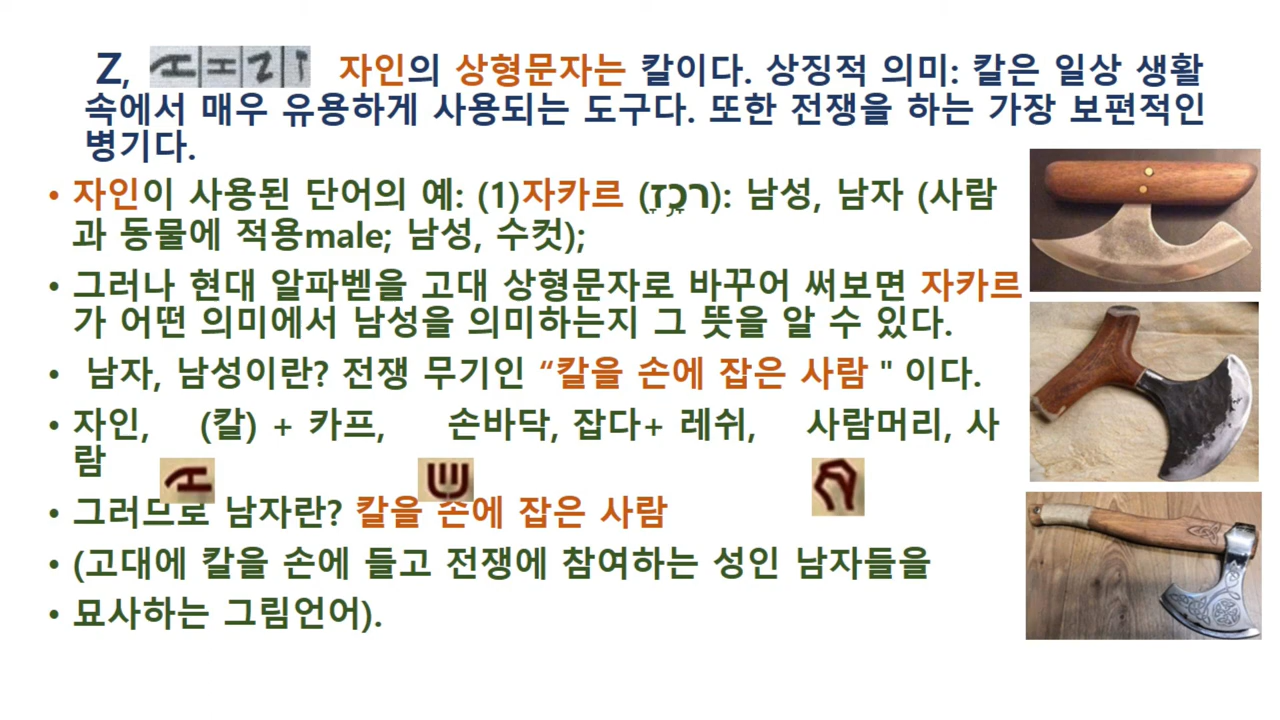 Z, 자인의 상형문자는 칼이다. 상징적 의미: 칼은 일상 생활
속에서 매우 유용하게 사용되는 도구다. 또한 전쟁을 하는 가장 보편적인
병기다.
• 자인이 사용된 단어의 예: (1)자카르 (זָכָר): 남성, 남자 (사람
과 동물에 적용male; 남성, 수컷);
• 그러나 현대 알파벧을 고대 상형문자로 바꾸어 써보면 자카르
가 어떤 의미에서 남성을 의미하는지 그 뜻을 알 수 있다.
• 남자, 남성이란? 전쟁 무기인 “칼을 손에 잡은 사람 " 이다.
• 자인, (칼) + 카프, 손바닥, 잡다+ 레쉬, 사람머리, 사
람
• 그러므로 남자란? 칼을 손에 잡은 사람
• (고대에 칼을 손에 들고 전쟁에 참여하는 성인 남자들을
• 묘사하는 그림언어).